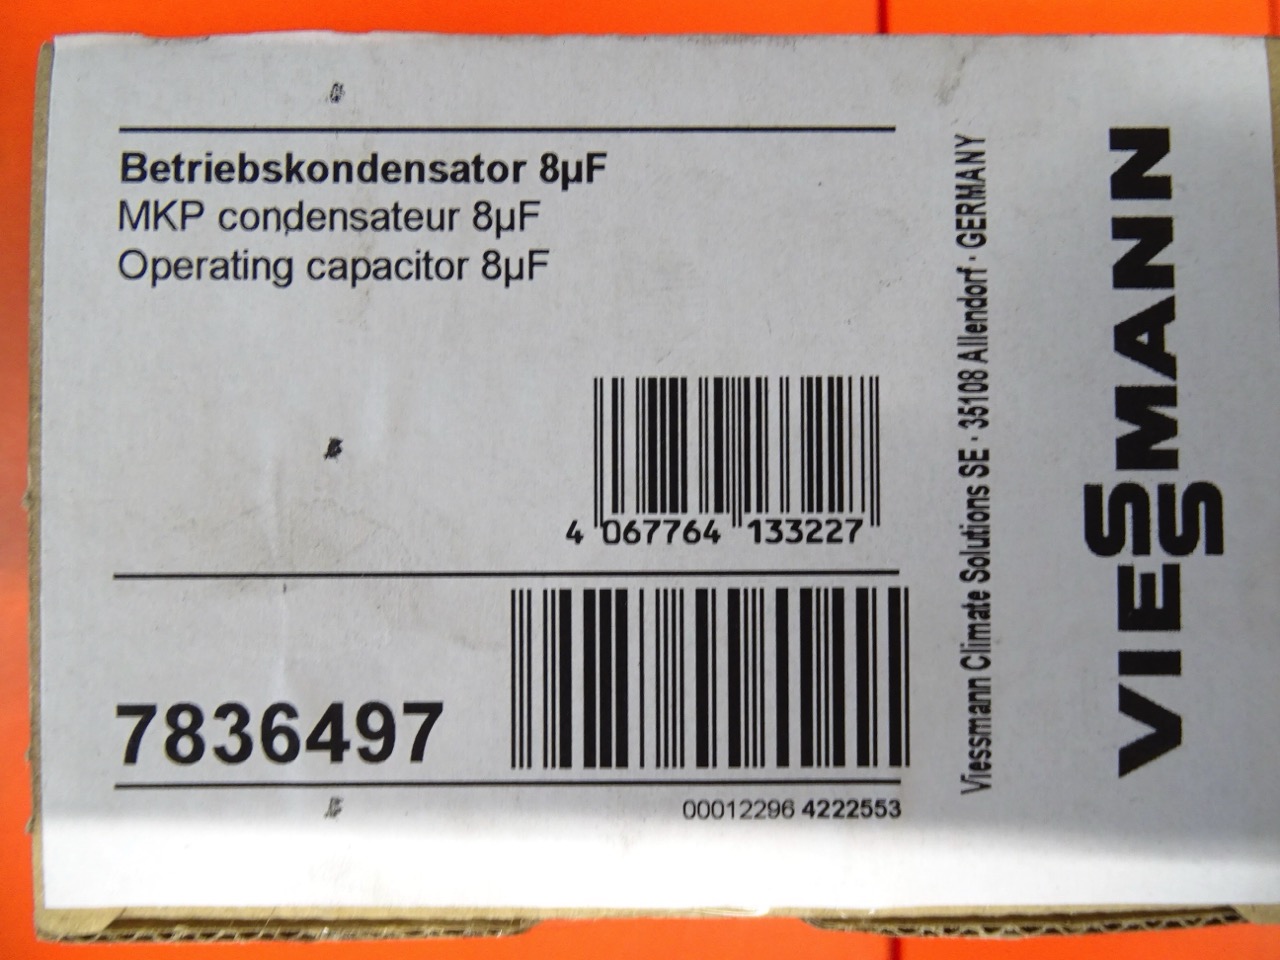 Betriebskondensator 8µF
MKP condensateur 8µF
Operating capacitor 8µF
4 067764 133227
7836497
00012296 4222553
Viessmann Climate Solutions SE · 35108 Allendorf · GERMANY
VIESSMANN